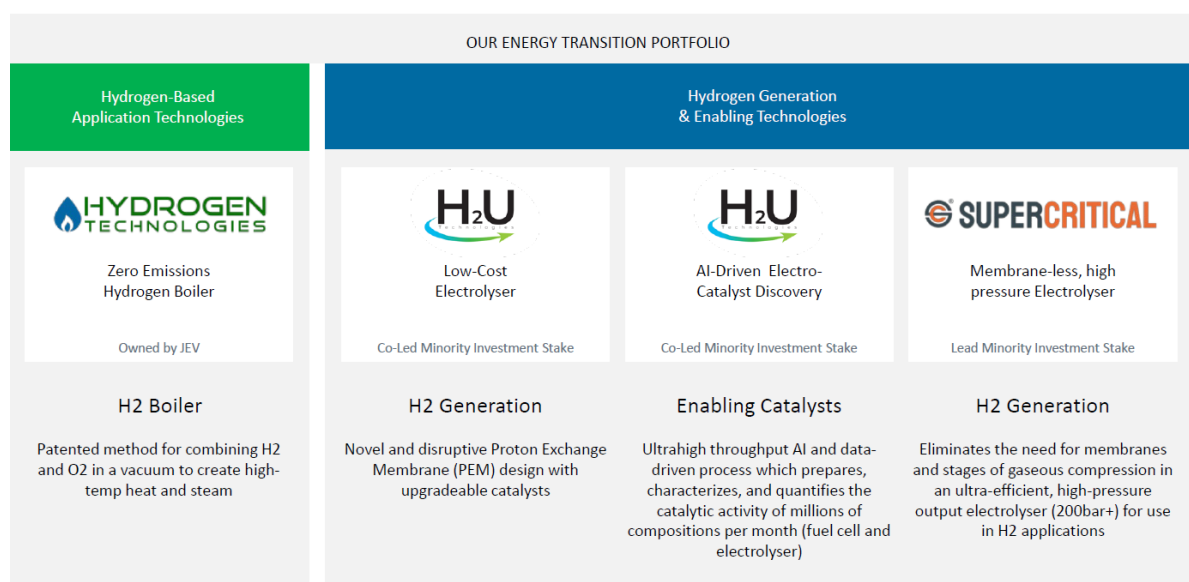 OUR ENERGY TRANSITION PORTFOLIO
Hydrogen-Based
Application Technologies
Hydrogen Generation
& Enabling Technologies
HYDROGEN
TECHNOLOGIES
Zero Emissions
Hydrogen Boiler
Owned by JEV
H2 Boiler
Patented method for combining H2
and O2 in a vacuum to create high-
temp heat and steam
H₂U
Technologies
Low-Cost
Electrolyser
Co-Led Minority Investment Stake
H2 Generation
Novel and disruptive Proton Exchange
Membrane (PEM) design with
upgradeable catalysts
H₂U
Technologies
AI-Driven Electro-
Catalyst Discovery
Co-Led Minority Investment Stake
Enabling Catalysts
Ultrahigh throughput AI and data-
driven process which prepares,
characterizes, and quantifies the
catalytic activity of millions of
compositions per month (fuel cell and
electrolyser)
SUPERCRITICAL
Membrane-less, high
pressure Electrolyser
Lead Minority Investment Stake
H2 Generation
Eliminates the need for membranes
and stages of gaseous compression in
an ultra-efficient, high-pressure
output electrolyser (200bar+) for use
in H2 applications